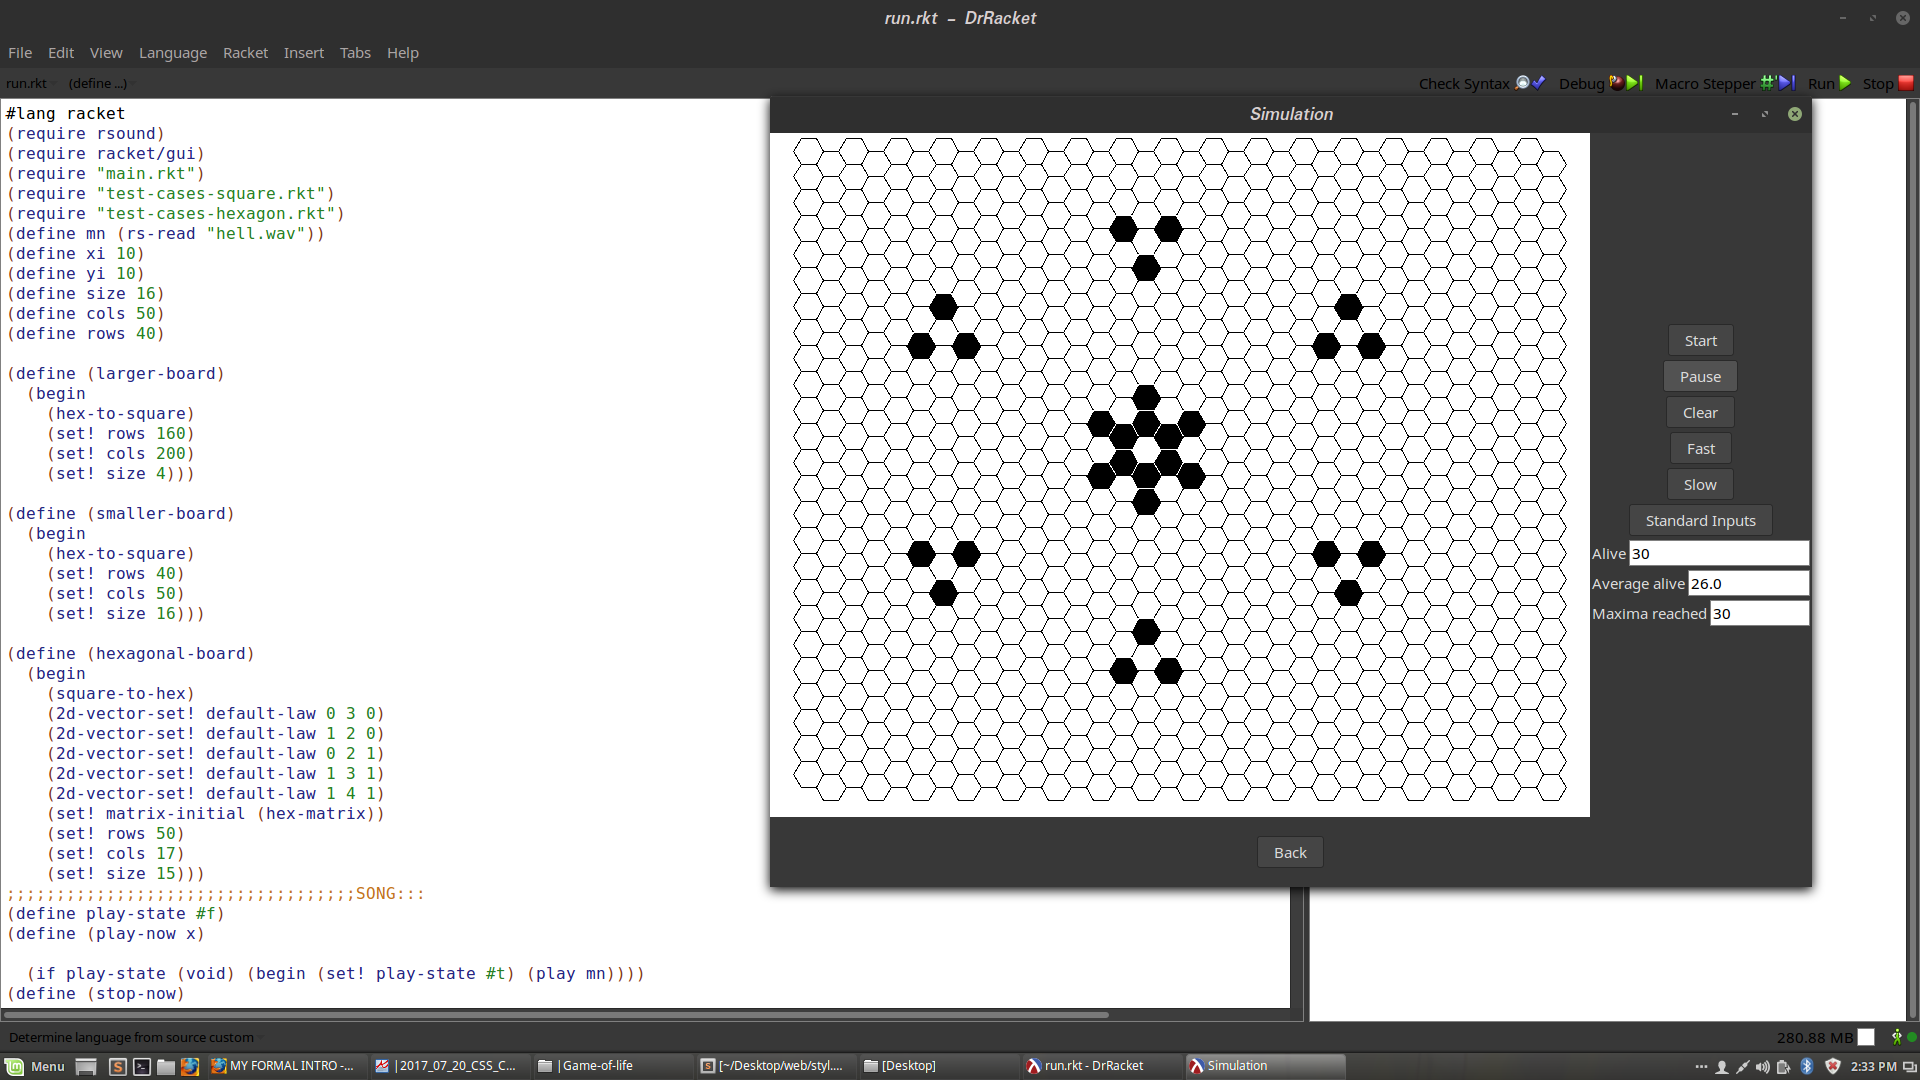 run.rkt - DrRacket
File Edit View Language Racket Insert Tabs Help
run.rkt (define ...) Check Syntax Debug Macro Stepper Run Stop
#lang racket
(require rsound)
(require racket/gui)
(require "main.rkt")
(require "test-cases-square.rkt")
(require "test-cases-hexagon.rkt")
(define mn (rs-read "hell.wav"))
(define xi 10)
(define yi 10)
(define size 16)
(define cols 50)
(define rows 40)
(define (larger-board)
(begin
(hex-to-square)
(set! rows 160)
(set! cols 200)
(set! size 4)))
(define (smaller-board)
(begin
(hex-to-square)
(set! rows 40)
(set! cols 50)
(set! size 16)))
(define (hexagonal-board)
(begin
(square-to-hex)
(2d-vector-set! default-law 0 3 0)
(2d-vector-set! default-law 1 2 0)
(2d-vector-set! default-law 0 2 1)
(2d-vector-set! default-law 1 3 1)
(2d-vector-set! default-law 1 4 1)
(set! matrix-initial (hex-matrix))
(set! rows 50)
(set! cols 17)
(set! size 15)))
;;;;;;;;;;;;;;;;;;;;;;;;;;;;;;;;;;;SONG:::
(define play-state #f)
(define (play-now x)
(if play-state (void) (begin (set! play-state #t) (play mn))))
(define (stop-now)
Simulation
Start
Pause
Clear
Fast
Slow
Standard Inputs
Alive 30
Average alive 26.0
Maxima reached 30
Back
Determine language from source custom 280.88 MB
Menu MY FORMAL INTRO -... |2017_07_20_CSS_C... |Game-of-life [~/Desktop/web/styl.... [Desktop] run.rkt - DrRacket Simulation 2:33 PM